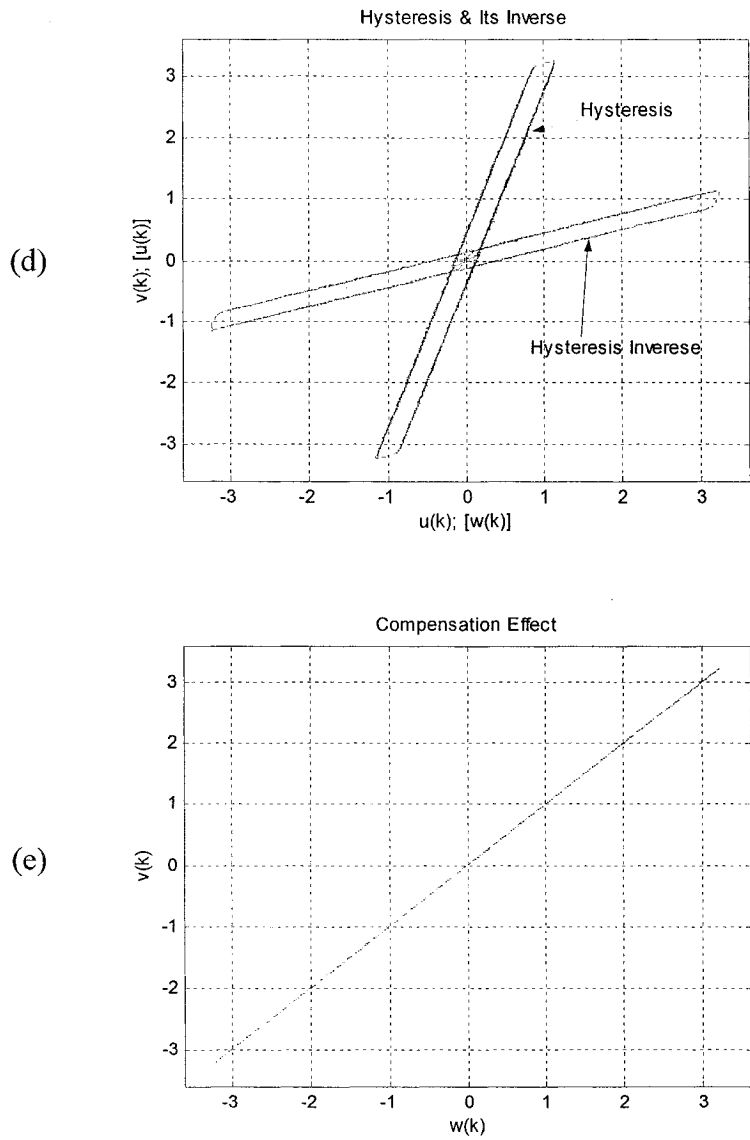 Hysteresis & Its Inverse
3
2
1
0
-1
-2
-3
v(k); [u(k)]
(d)
Hysteresis
Hysteresis Inverese
-3 -2 -1 0 1 2 3
u(k); [w(k)]
Compensation Effect
3
2
1
0
-1
-2
-3
v(k)
(e)
-3 -2 -1 0 1 2 3
w(k)